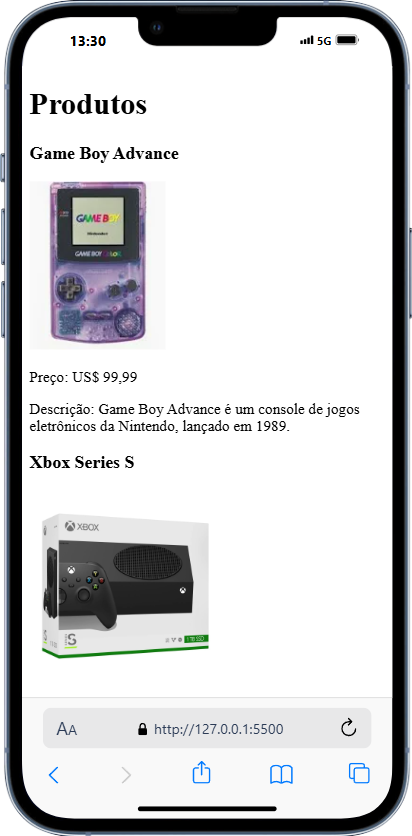 13:30
5G
Produtos
Game Boy Advance
GAME BOY
Nintendo
GAME BOY COLOR
Preço: US$ 99,99
Descrição: Game Boy Advance é um console de jogos
eletrônicos da Nintendo, lançado em 1989.
Xbox Series S
XBOX
S
1TB SSD
AA
http://127.0.0.1:5500